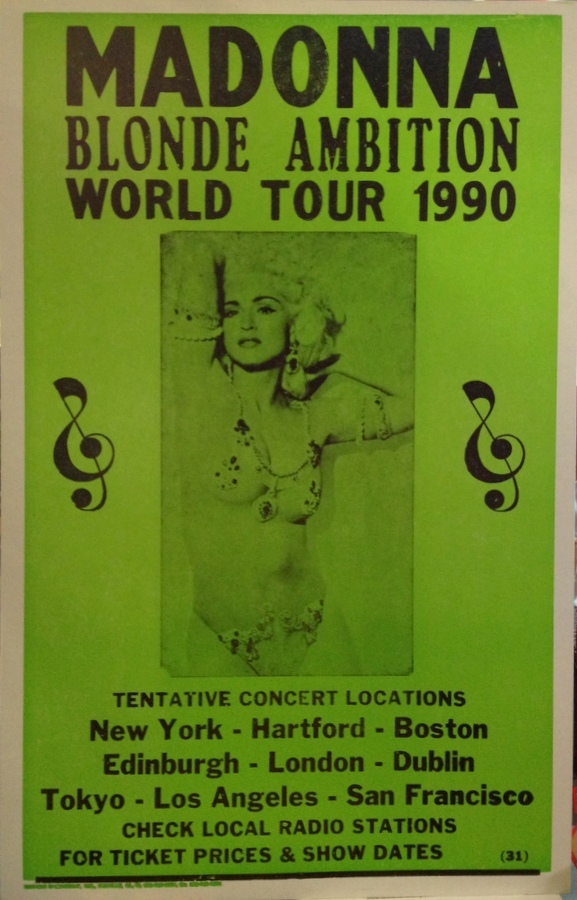 MADONNA
BLONDE AMBITION
WORLD TOUR 1990
TENTATIVE CONCERT LOCATIONS
New York - Hartford - Boston
Edinburgh - London - Dublin
Tokyo - Los Angeles - San Francisco
CHECK LOCAL RADIO STATIONS
FOR TICKET PRICES & SHOW DATES (31)